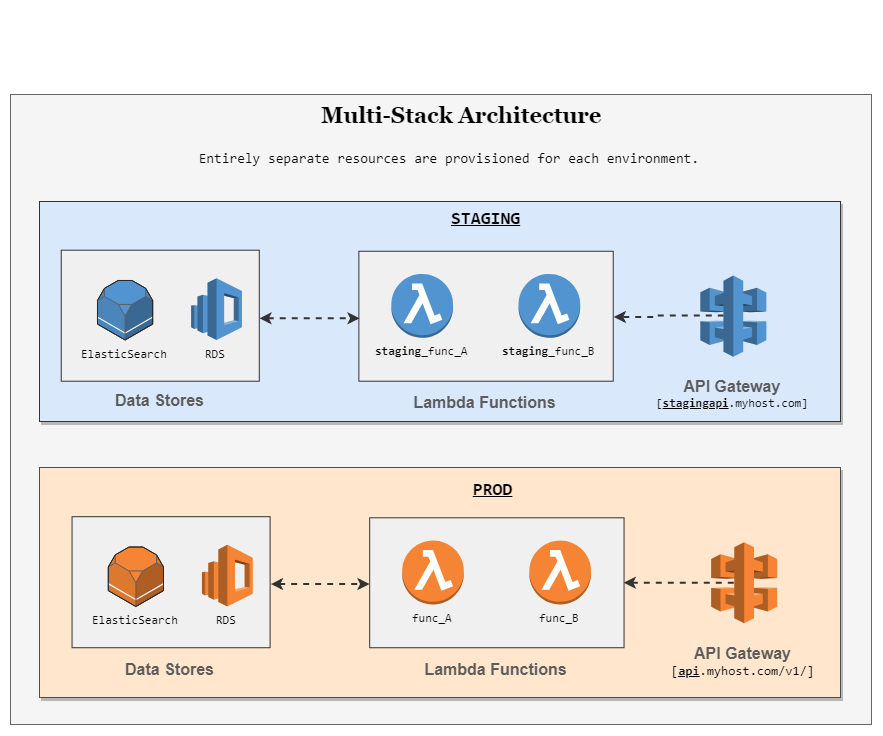 Multi-Stack Architecture
Entirely separate resources are provisioned for each environment.
STAGING
ElasticSearch
RDS
Data Stores
staging_func_A
staging_func_B
Lambda Functions
API Gateway
[stagingapi.myhost.com]
PROD
ElasticSearch
RDS
Data Stores
func_A
func_B
Lambda Functions
API Gateway
[api.myhost.com/v1/]